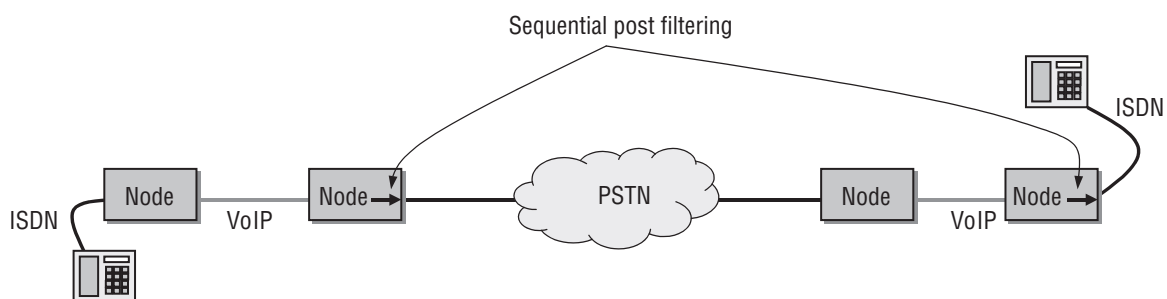 Sequential post filtering
ISDN
Node
Node
PSTN
Node
Node
ISDN
VoIP
VoIP